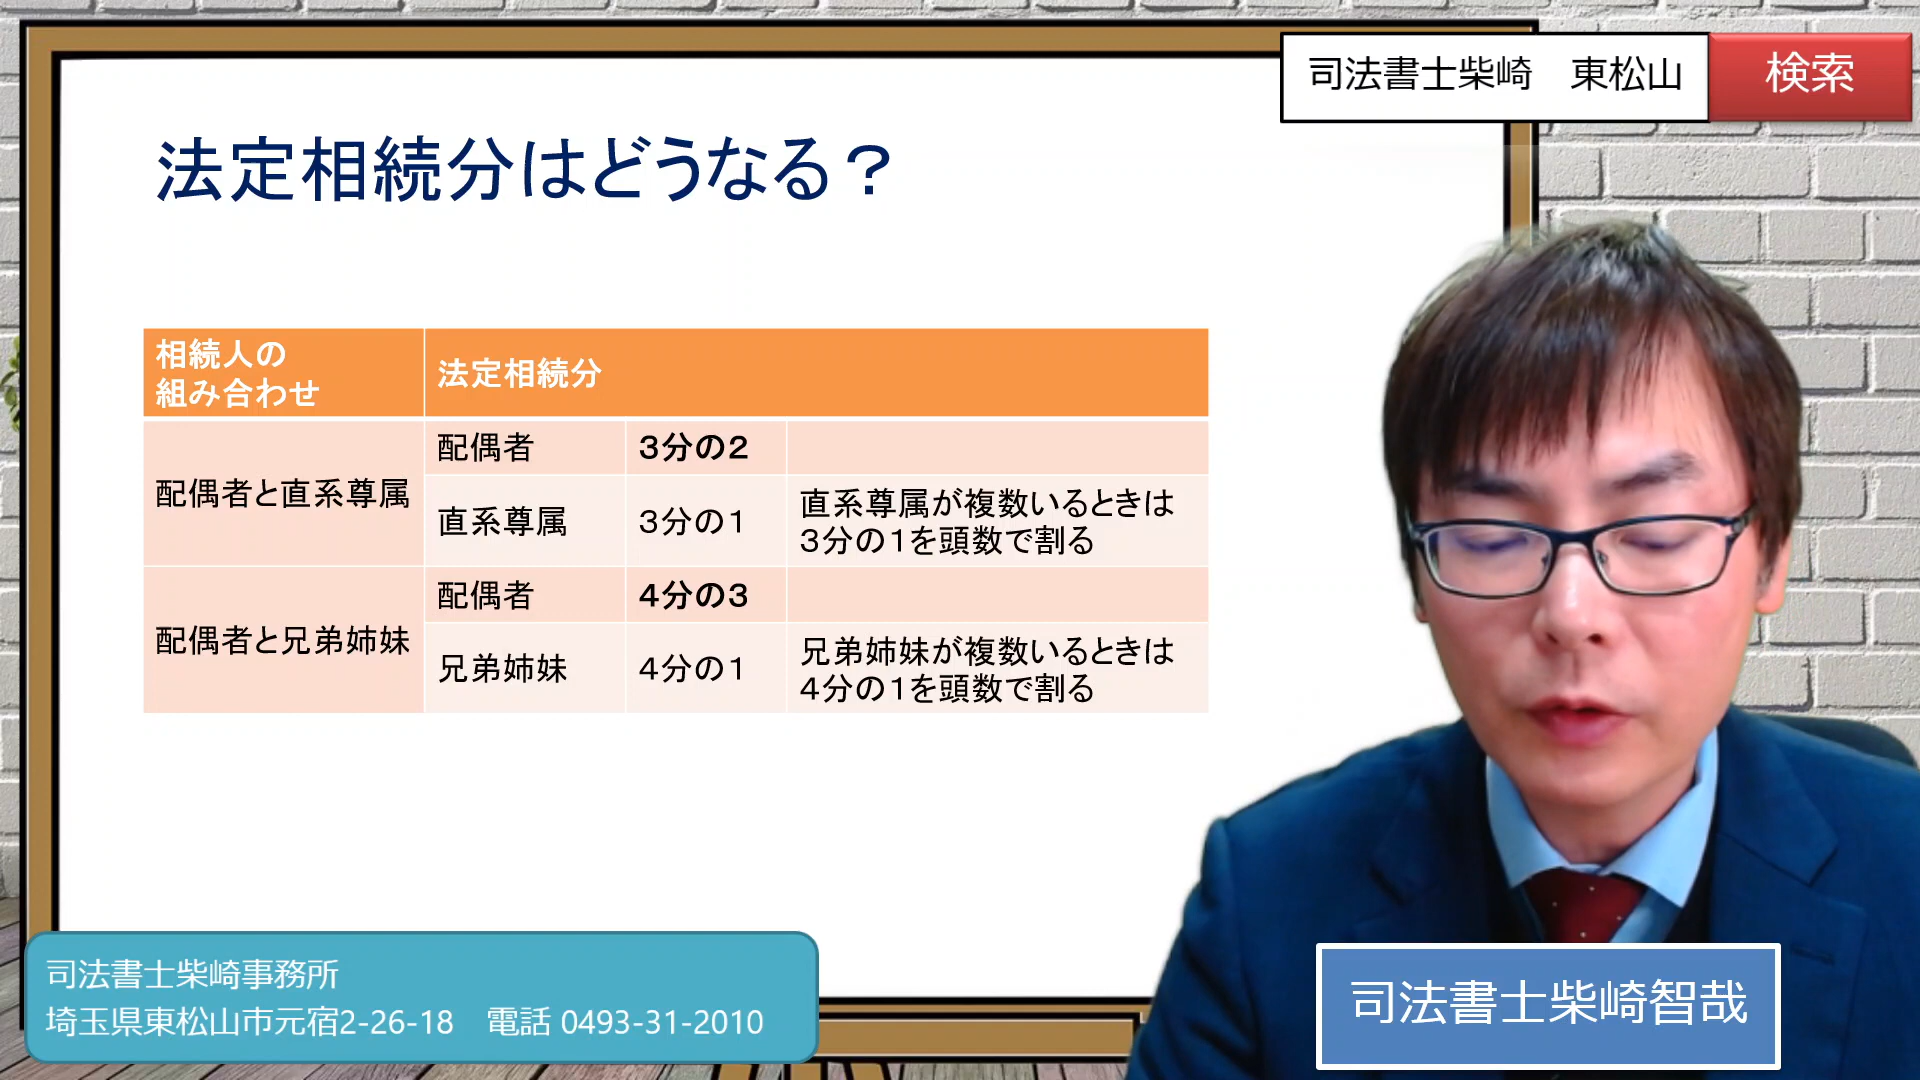 司法書士柴崎　東松山
検索
法定相続分はどうなる？
相続人の
組み合わせ
法定相続分
配偶者と直系尊属
配偶者
３分の２
直系尊属
３分の１
直系尊属が複数いるときは
３分の１を頭数で割る
配偶者と兄弟姉妹
配偶者
４分の３
兄弟姉妹
４分の１
兄弟姉妹が複数いるときは
４分の１を頭数で割る
司法書士柴崎事務所
埼玉県東松山市元宿2-26-18　電話 0493-31-2010
司法書士柴崎智哉